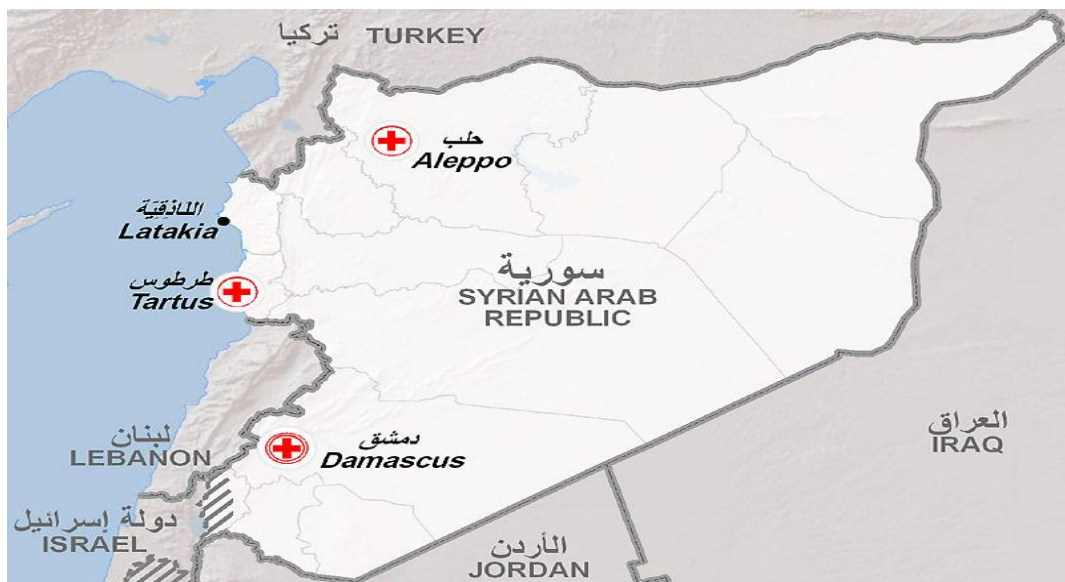 تركيا TURKEY
حلب
Aleppo
اللاذِقِيَة
Latakia
طرطوس
Tartus
سورية
SYRIAN ARAB
REPUBLIC
العراق
IRAQ
لبنان
LEBANON
دمشق
Damascus
دولة إسرائيل
ISRAEL
الأردن
JORDAN